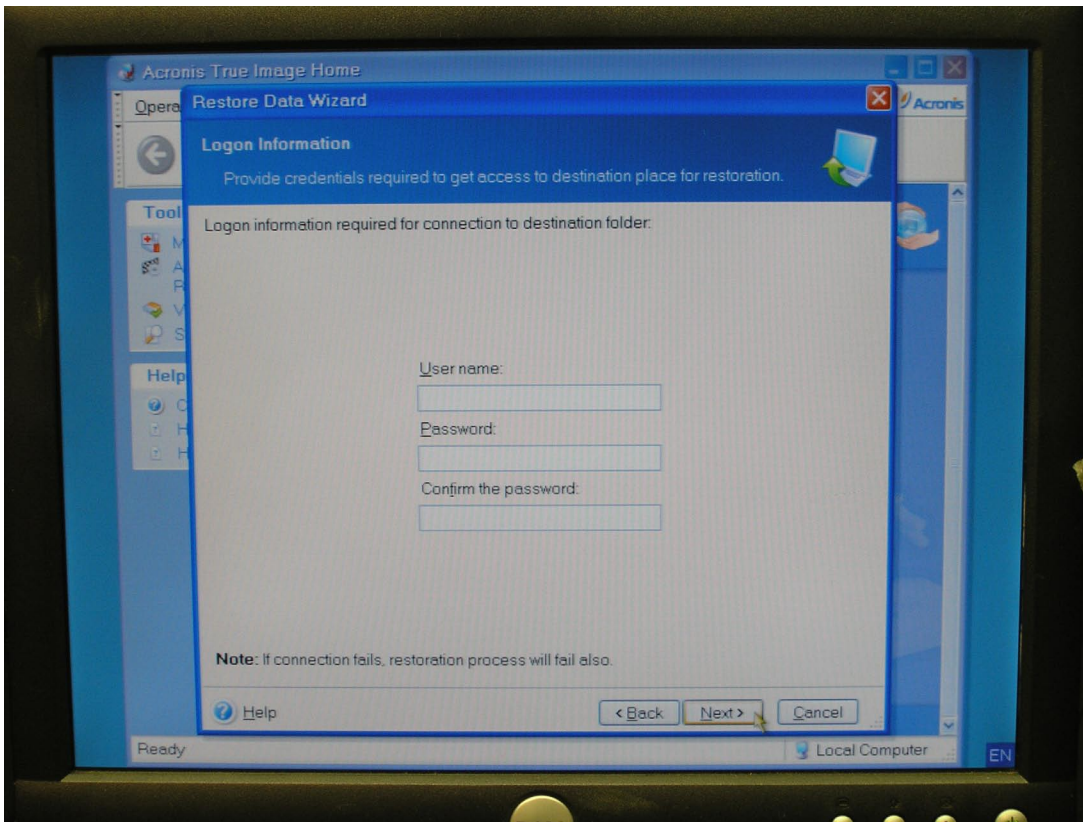 Acronis True Image Home
Opera
Acronis
Restore Data Wizard
Logon Information
Provide credentials required to get access to destination place for restoration.
Logon information required for connection to destination folder:
Tool
M
A
R
V
S
Help
C
H
H
User name:
Password:
Confirm the password:
Note: If connection fails, restoration process will fail also.
Help
< Back
Next >
Cancel
Ready
Local Computer
EN